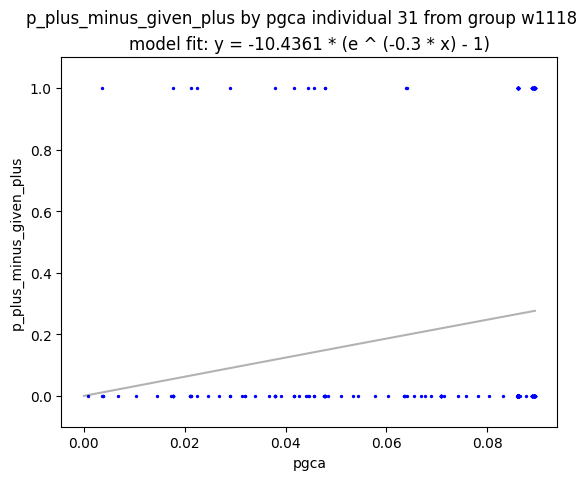 p_plus_minus_given_plus by pgca individual 31 from group w1118
model fit: y = -10.4361 * (e ^ (-0.3 * x) - 1)
1.0
0.8
0.6
0.4
0.2
0.0
p_plus_minus_given_plus
0.00
0.02
0.04
0.06
0.08
pgca